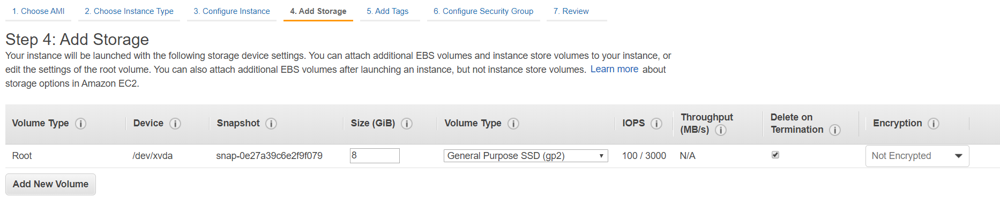 1. Choose AMI 2. Choose Instance Type 3. Configure Instance 4. Add Storage 5. Add Tags 6. Configure Security Group 7. Review
Step 4: Add Storage
Your instance will be launched with the following storage device settings. You can attach additional EBS volumes and instance store volumes to your instance, or
edit the settings of the root volume. You can also attach additional EBS volumes after launching an instance, but not instance store volumes. Learn more about
storage options in Amazon EC2.
Volume Type i Device i Snapshot i Size (GiB) i Volume Type i IOPS i Throughput (MB/s) i Delete on Termination i Encryption i
Root /dev/xvda snap-0e27a39c6e2f9f079 8 General Purpose SSD (gp2) 100 / 3000 N/A Not Encrypted
Add New Volume